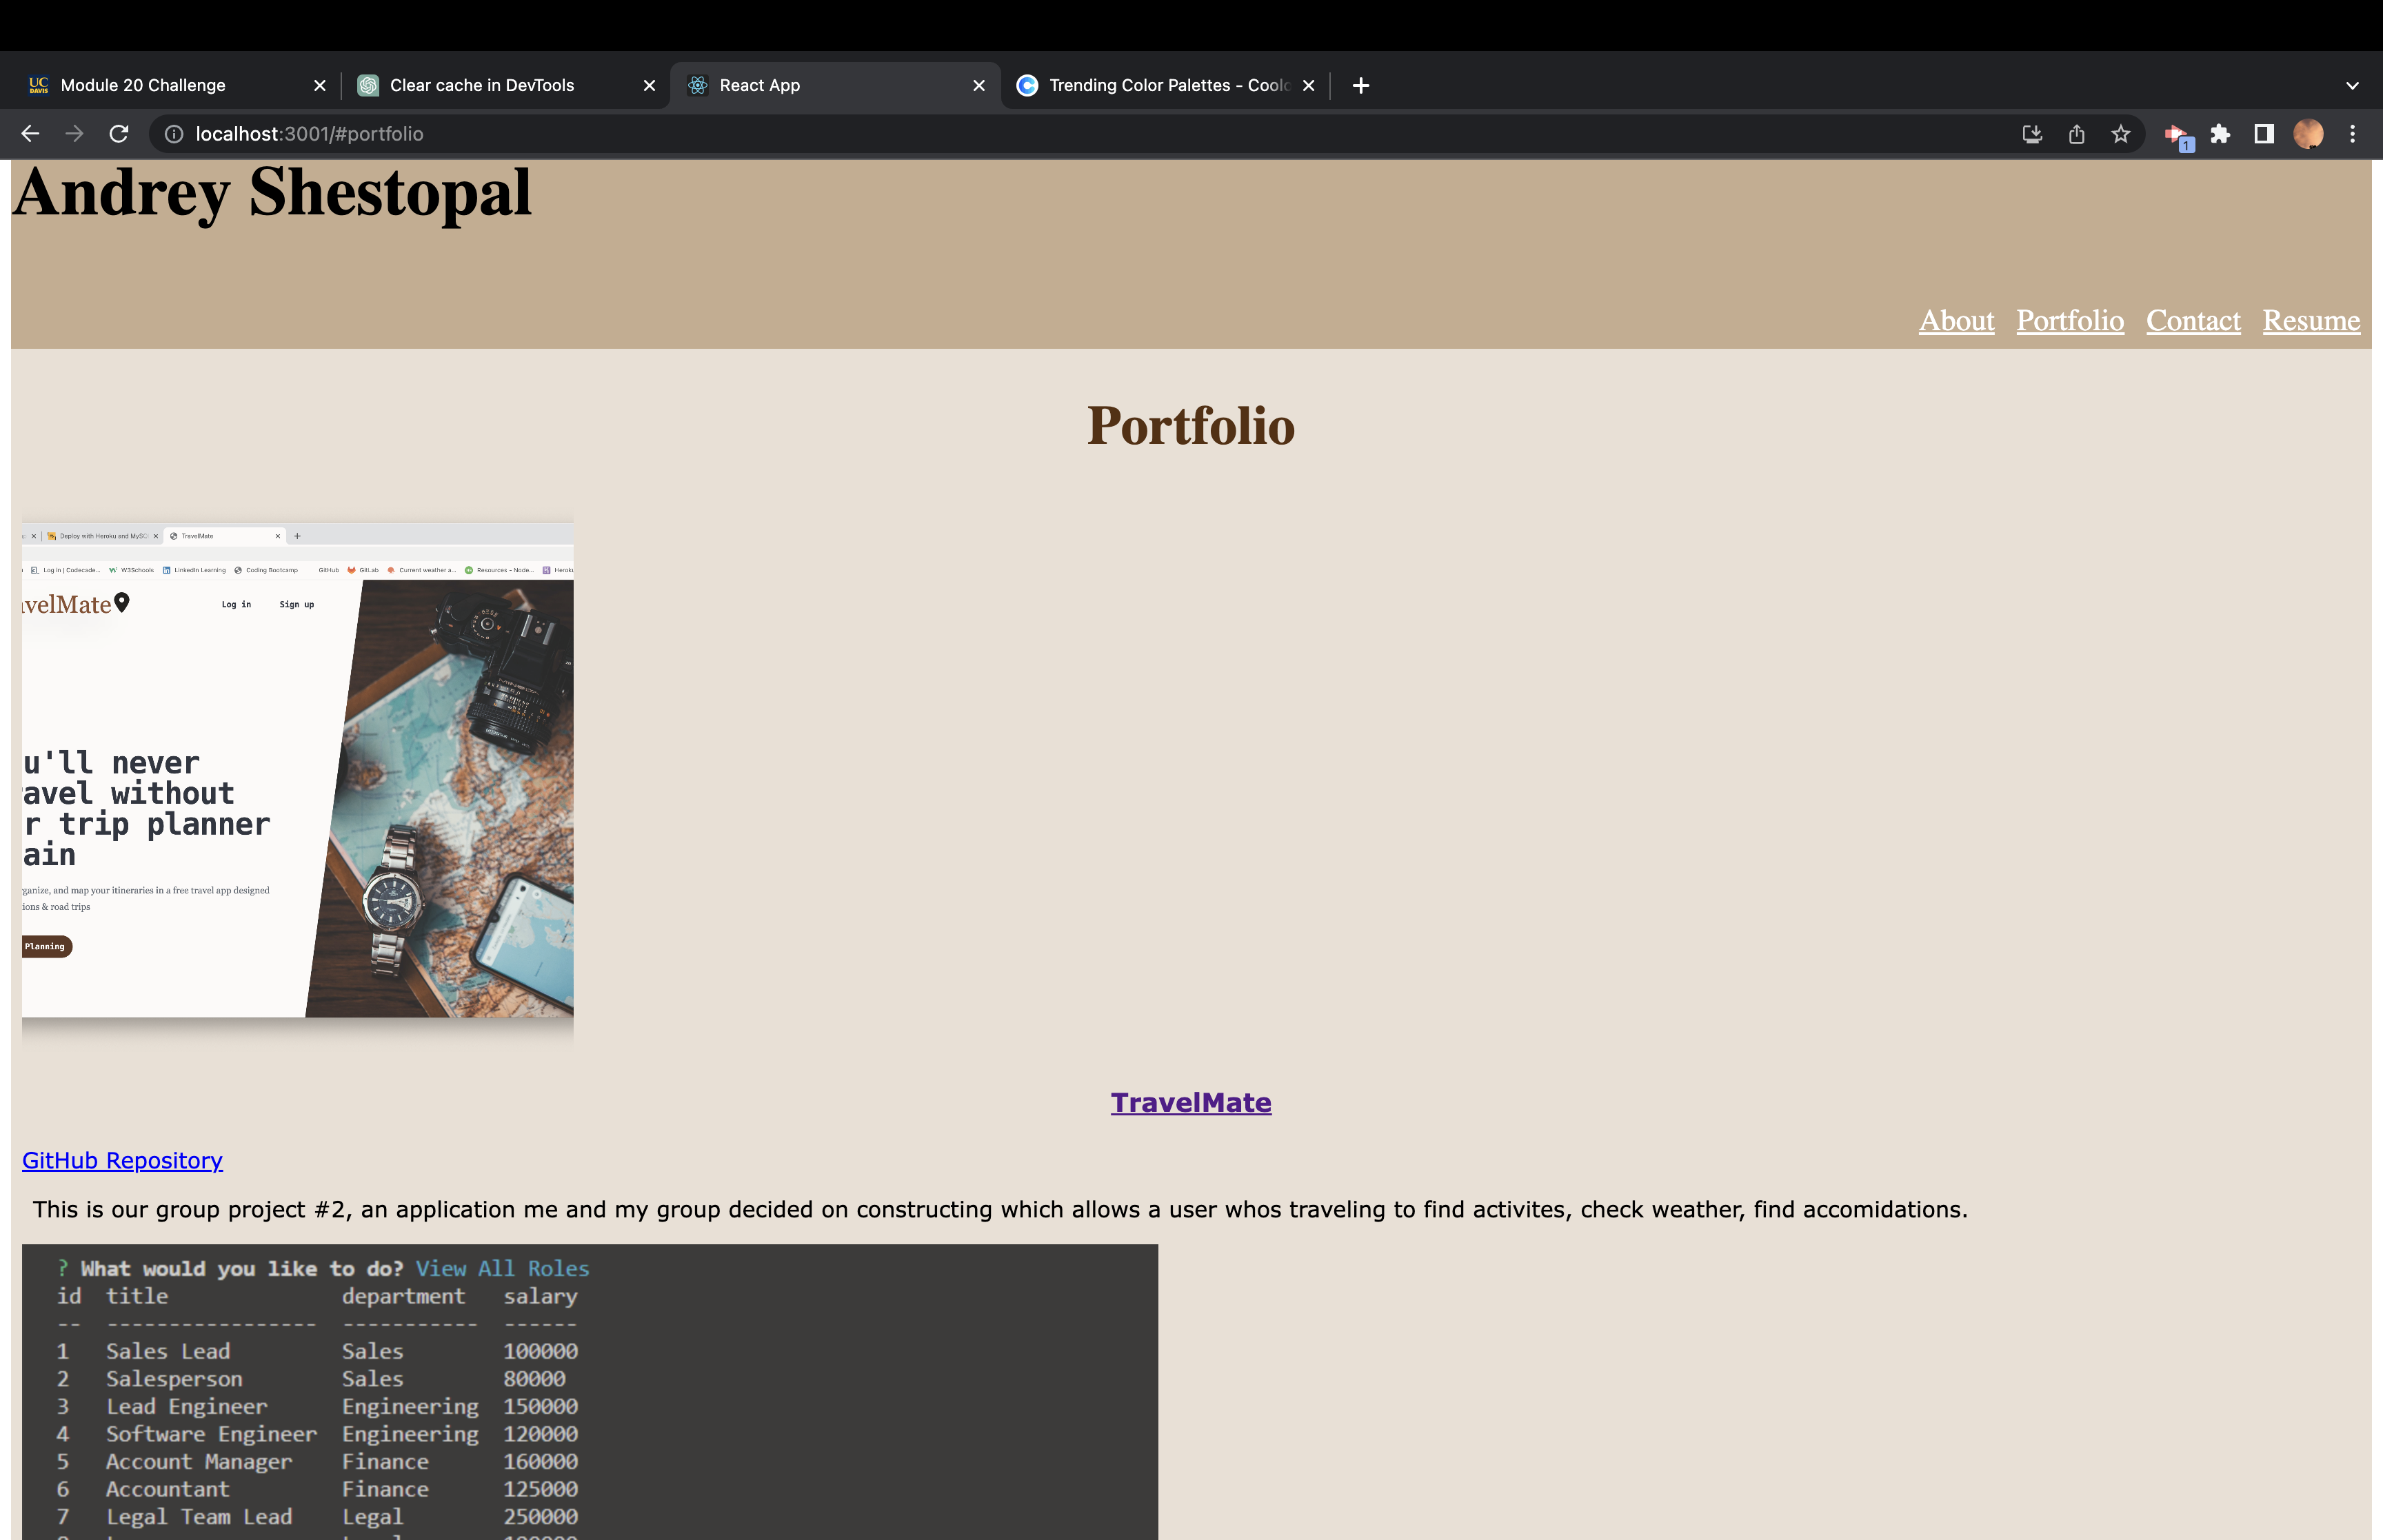 UC DAVIS Module 20 Challenge
Clear cache in DevTools
React App
Trending Color Palettes - Coolo
localhost:3001/#portfolio
1
Andrey Shestopal
About Portfolio Contact Resume
Portfolio
Deploy with Heroku and MySQ
TravelMate
Log in | Codecade... W3Schools LinkedIn Learning Coding Bootcamp GitHub GitLab Current weather a... Resources – Node... Heroku
avelMate
Log in Sign up
u'll never
avel without
r trip planner
ain
rganize, and map your itineraries in a free travel app designed
ions & road trips
Planning
TravelMate
GitHub Repository
This is our group project #2, an application me and my group decided on constructing which allows a user whos traveling to find activites, check weather, find accomidations.
? What would you like to do? View All Roles
id title department salary
-- ----------------- ----------- ------
1 Sales Lead Sales 100000
2 Salesperson Sales 80000
3 Lead Engineer Engineering 150000
4 Software Engineer Engineering 120000
5 Account Manager Finance 160000
6 Accountant Finance 125000
7 Legal Team Lead Legal 250000